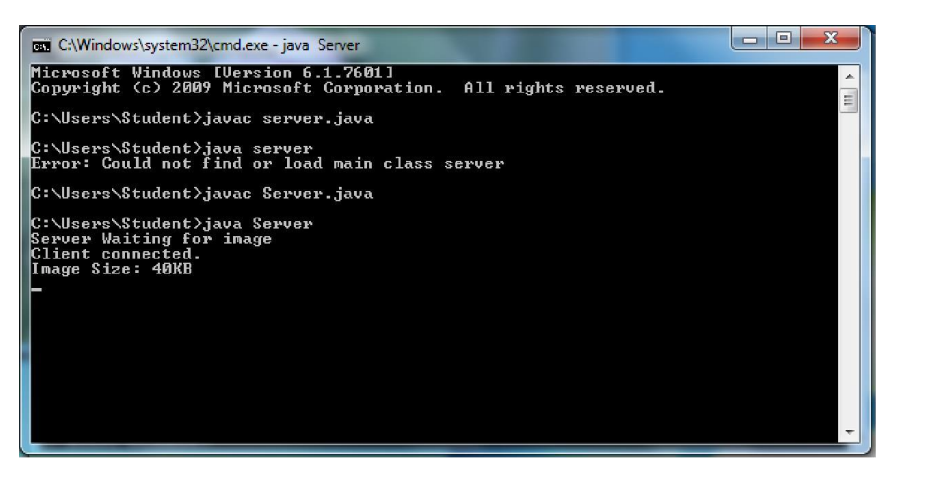 C:\Windows\system32\cmd.exe - java Server
Microsoft Windows [Version 6.1.7601]
Copyright (c) 2009 Microsoft Corporation. All rights reserved.
C:\Users\Student>javac server.java
C:\Users\Student>java server
Error: Could not find or load main class server
C:\Users\Student>javac Server.java
C:\Users\Student>java Server
Server Waiting for image
Client connected.
Image Size: 40KB